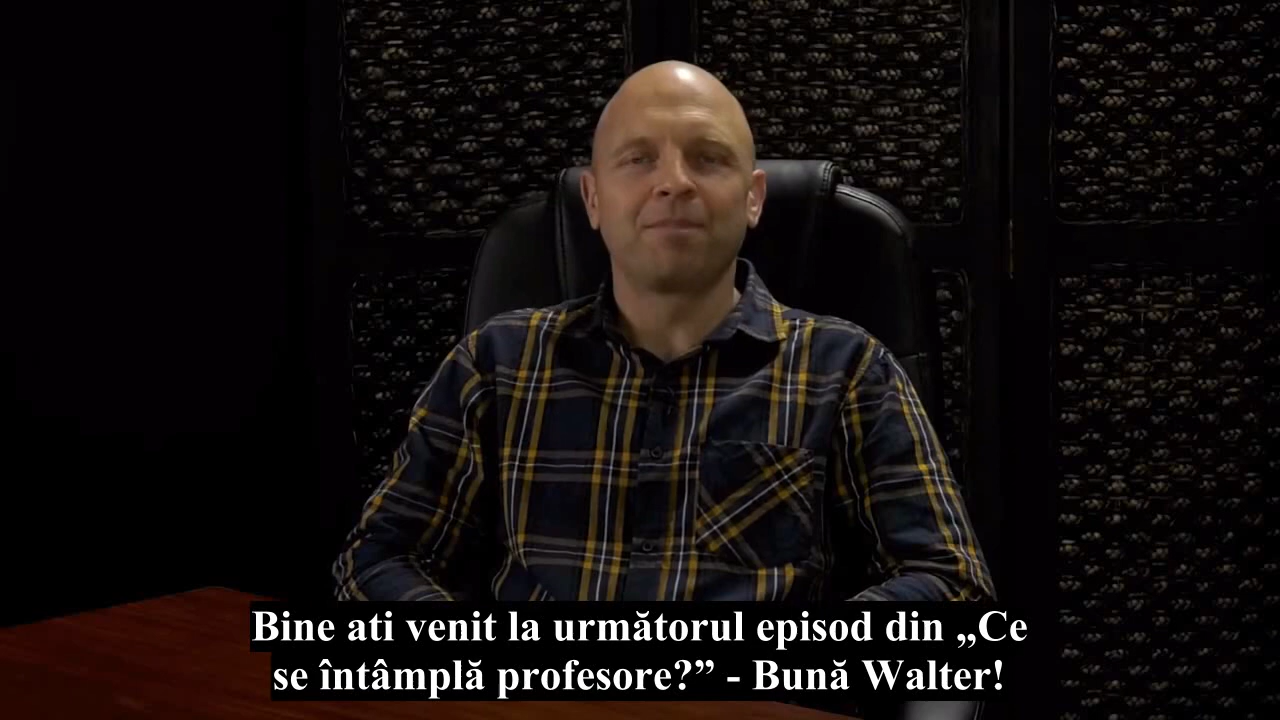 Bine ati venit la următorul episod din „Ce
se întâmplă profesore?” - Bună Walter!